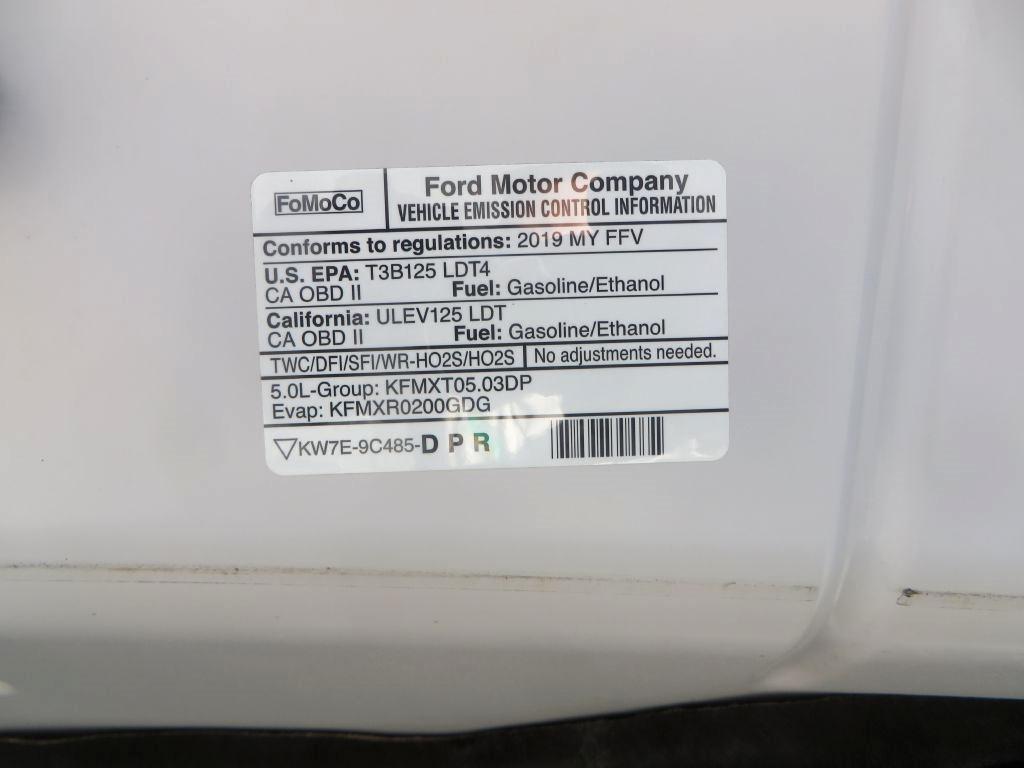 FoMoCo
Ford Motor Company
VEHICLE EMISSION CONTROL INFORMATION
Conforms to regulations: 2019 MY FFV
U.S. EPA: T3B125 LDT4
CA OBD II Fuel: Gasoline/Ethanol
California: ULEV125 LDT
CA OBD II Fuel: Gasoline/Ethanol
TWC/DFI/SFI/WR-HO2S/HO2S No adjustments needed.
5.0L-Group: KFMXT05.03DP
Evap: KFMXR0200GDG
KW7E-9C485-D P R